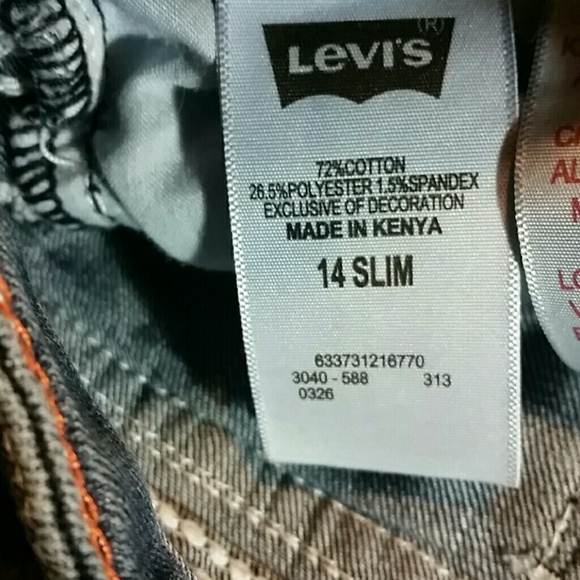 LEVI'S (R)
72%COTTON
26.5%POLYESTER 1.5%SPANDEX
EXCLUSIVE OF DECORATION
MADE IN KENYA
14 SLIM
633731216770
3040 - 588 313
0326